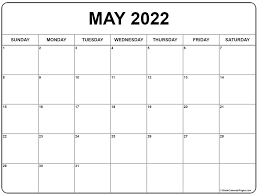 MAY 2022
SUNDAY MONDAY TUESDAY WEDNESDAY THURSDAY FRIDAY SATURDAY
1 2 3 4 5 6 7
8 9 10 11 12 13 14
15 16 17 18 19 20 21
22 23 24 25 26 27 28
29 30 31